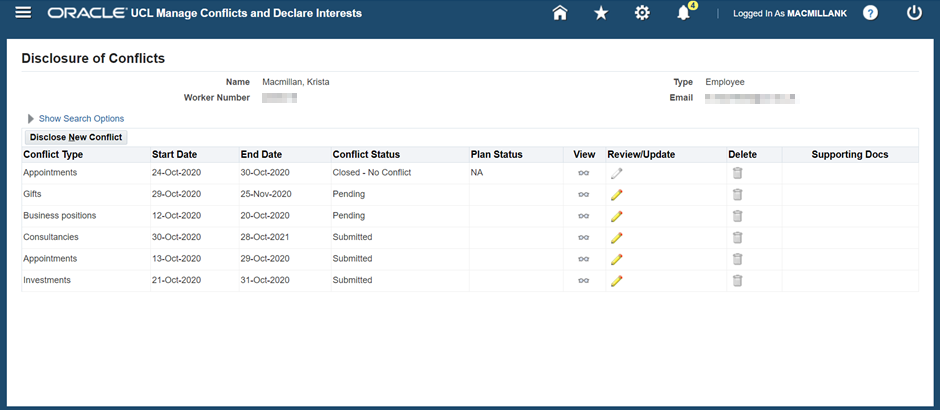 ORACLE UCL Manage Conflicts and Declare Interests 4 Logged In As MACMILLANK ?
Disclosure of Conflicts
Name Macmillan, Krista Type Employee
Worker Number Email
Show Search Options
Disclose New Conflict
Conflict Type Start Date End Date Conflict Status Plan Status View Review/Update Delete Supporting Docs
Appointments 24-Oct-2020 30-Oct-2020 Closed - No Conflict NA
Gifts 29-Oct-2020 25-Nov-2020 Pending
Business positions 12-Oct-2020 20-Oct-2020 Pending
Consultancies 30-Oct-2020 28-Oct-2021 Submitted
Appointments 13-Oct-2020 29-Oct-2020 Submitted
Investments 21-Oct-2020 31-Oct-2020 Submitted